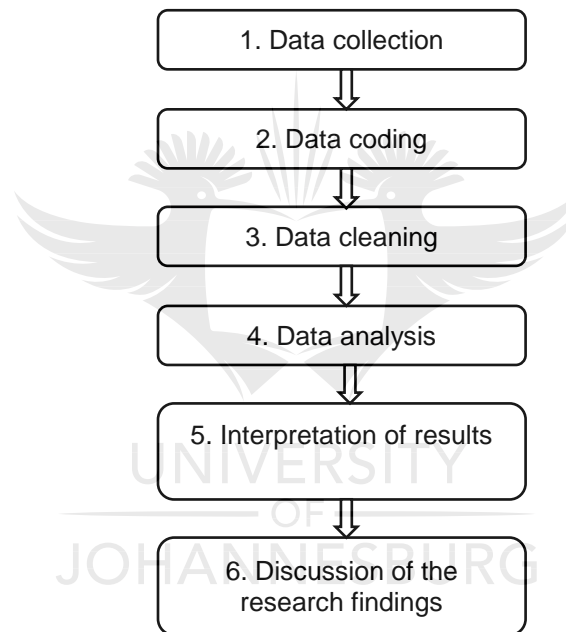 1. Data collection
2. Data coding
3. Data cleaning
4. Data analysis
5. Interpretation of results
UNIVERSITY
OF
JOHANNESBURG
6. Discussion of the
research findings